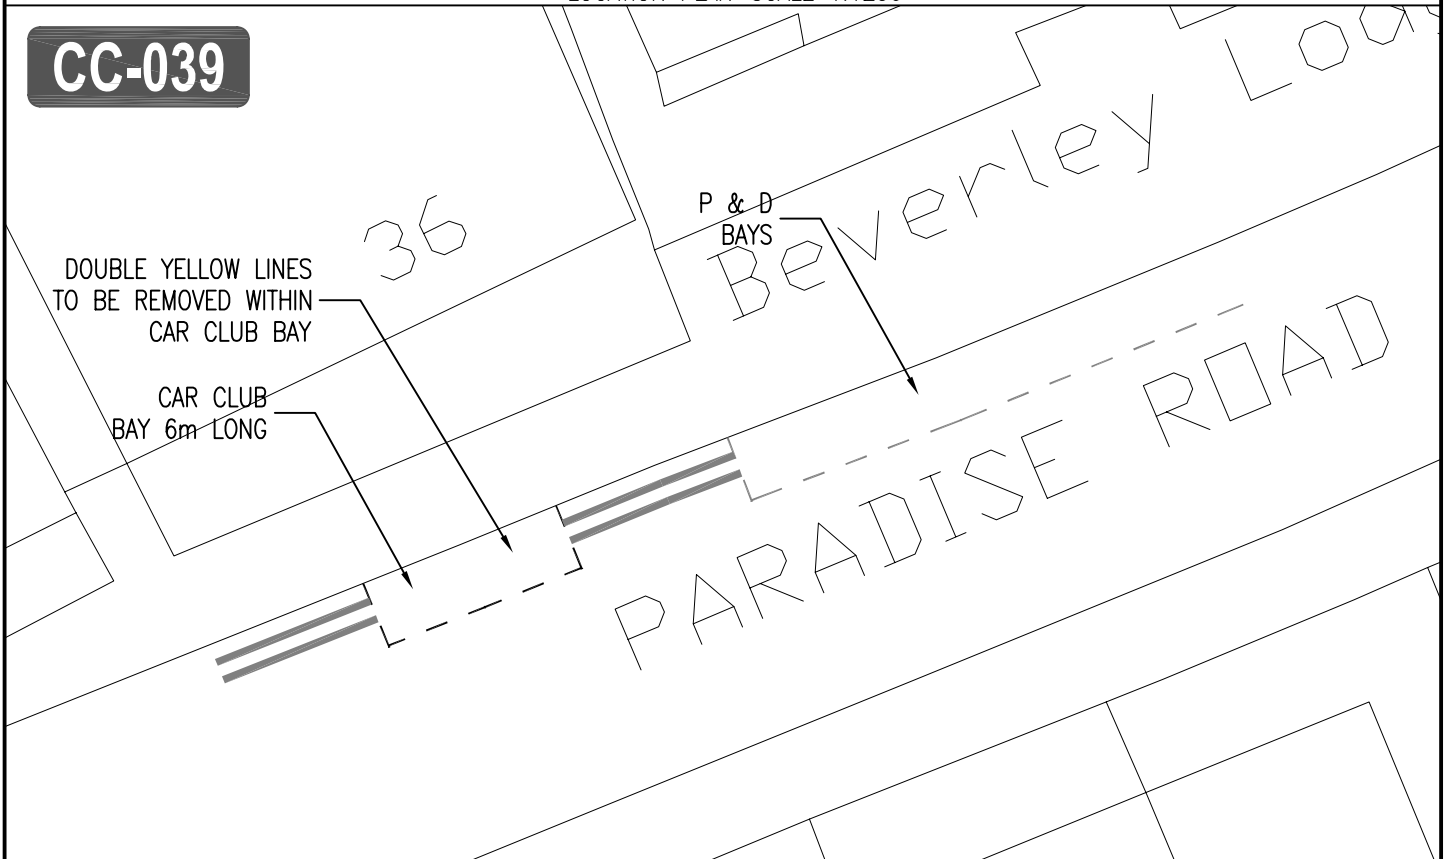 CC-039
36
P & D
BAYS
Beverley
DOUBLE YELLOW LINES
TO BE REMOVED WITHIN
CAR CLUB BAY
CAR CLUB
BAY 6m LONG
PARADISE ROAD